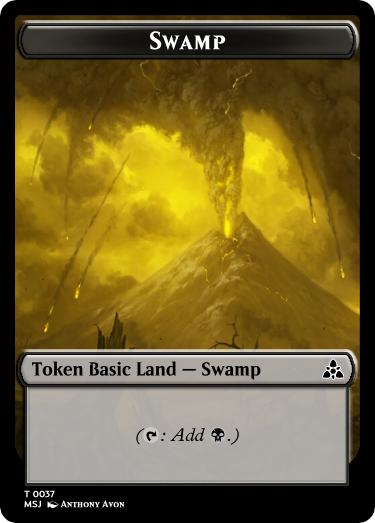 Swamp
Token Basic Land — Swamp
(: Add .)
T 0037
MSJ Anthony Avon